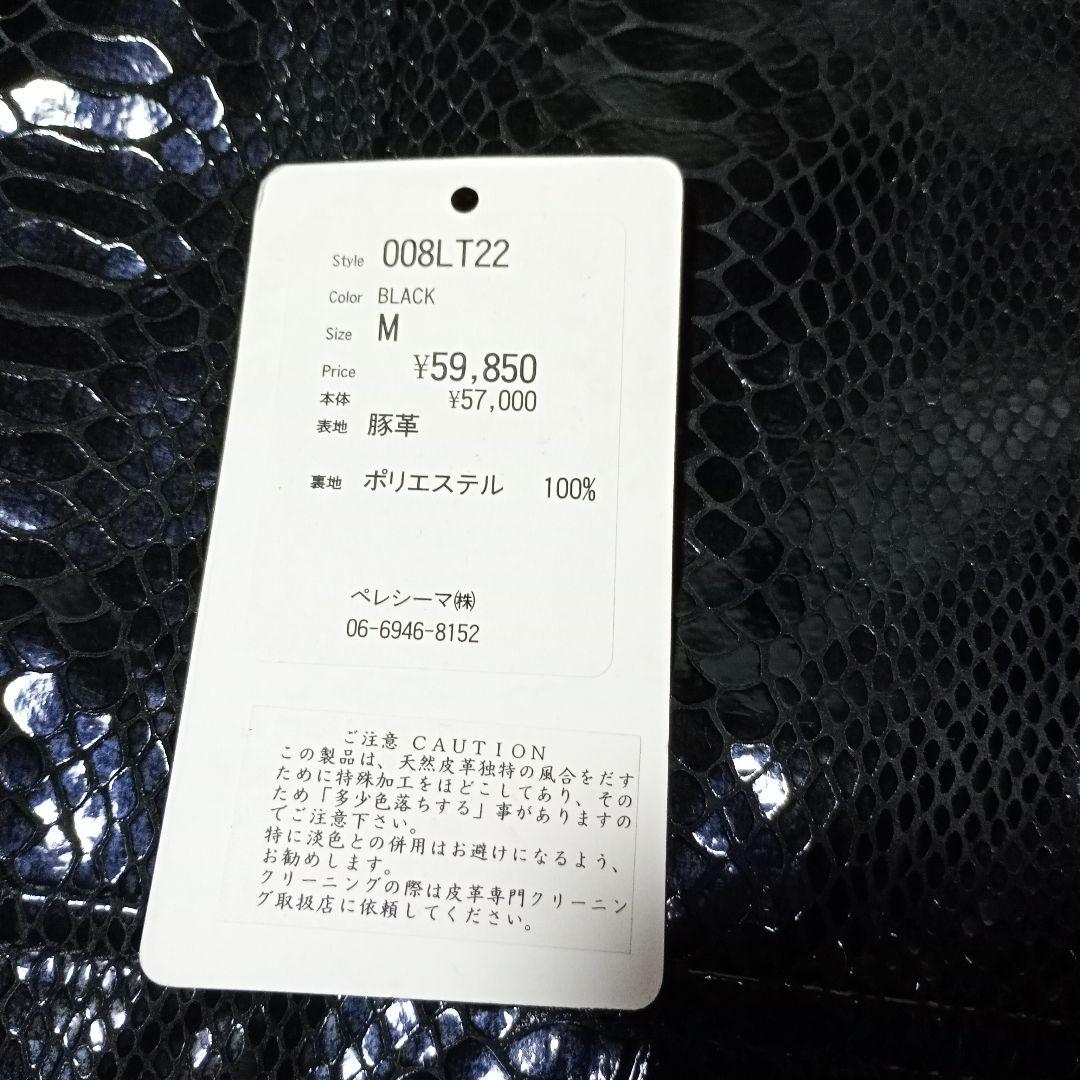 Style 008LT22
Color BLACK
Size M
Price ¥59,850
本体 ¥57,000
表地 豚革
裏地 ポリエステル 100%
ペレシーマ㈱
06-6946-8152
ご注意 CAUTION
この製品は、天然皮革独特の風合をだす
ために特殊加工をほどこしてあり、その
ため「多少色落ちする」事がありますの
でご注意下さい。
特に淡色との併用はお避けになるよう、
お勧めします。
クリーニングの際は皮革専門クリーニン
グ取扱店に依頼してください。